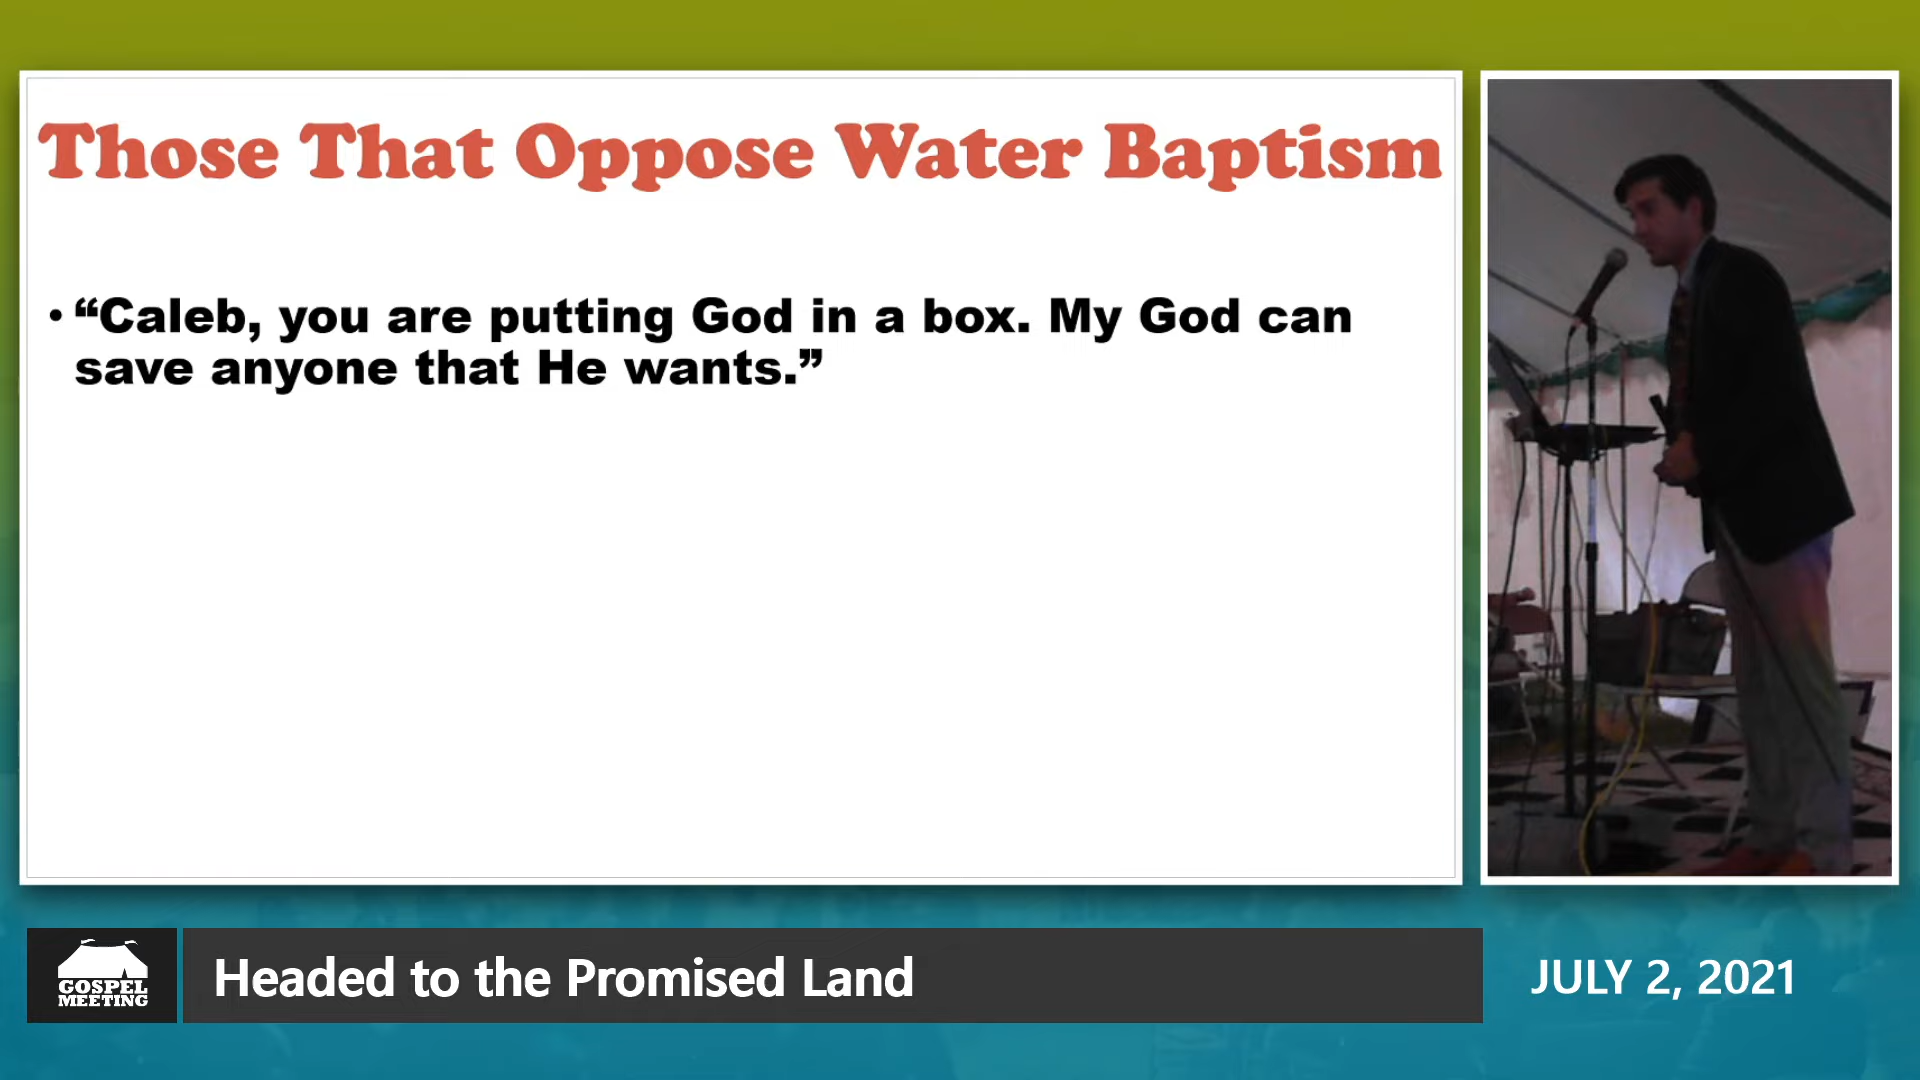 Those That Oppose Water Baptism
• “Caleb, you are putting God in a box. My God can
save anyone that He wants.”
GOSPEL
MEETING
Headed to the Promised Land
JULY 2, 2021